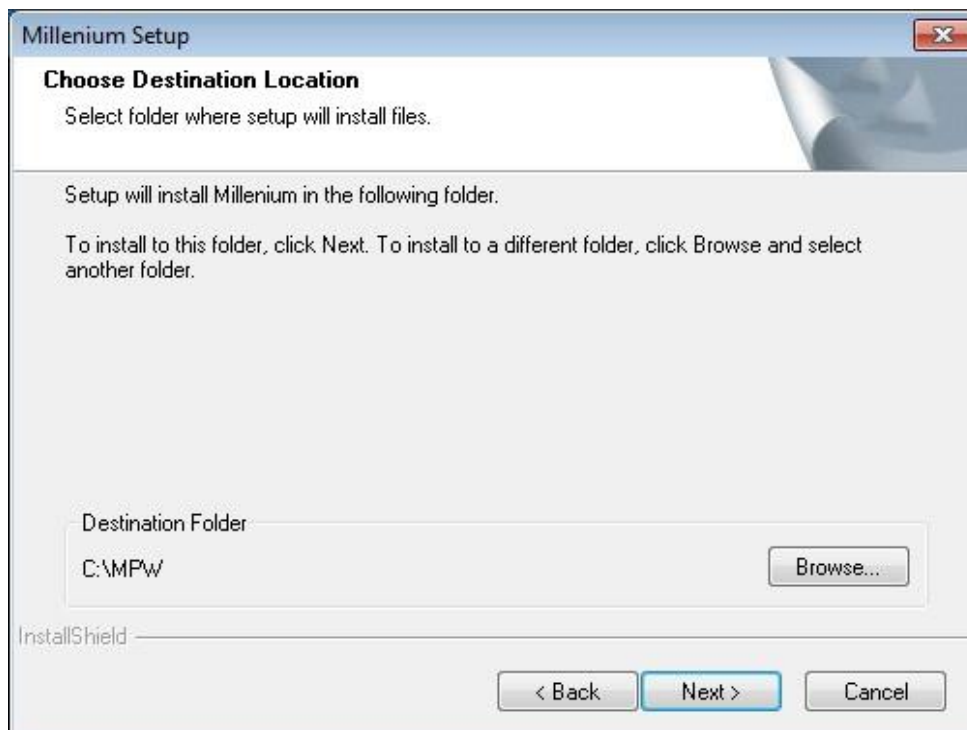 Millenium Setup
Choose Destination Location
Select folder where setup will install files.
Setup will install Millenium in the following folder.
To install to this folder, click Next. To install to a different folder, click Browse and select
another folder.
Destination Folder
C:\MPW
Browse...
InstallShield
< Back
Next >
Cancel